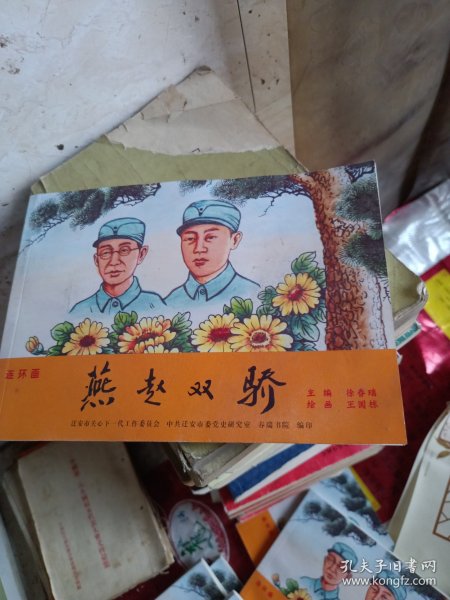 连环画
燕赵双骄
主编 徐春瑞
绘画 王国栋
迁安市关心下一代工作委员会 中共迁安市委党史研究室 春瑞书院 编印
孔夫子旧书网
www.kongfz.com